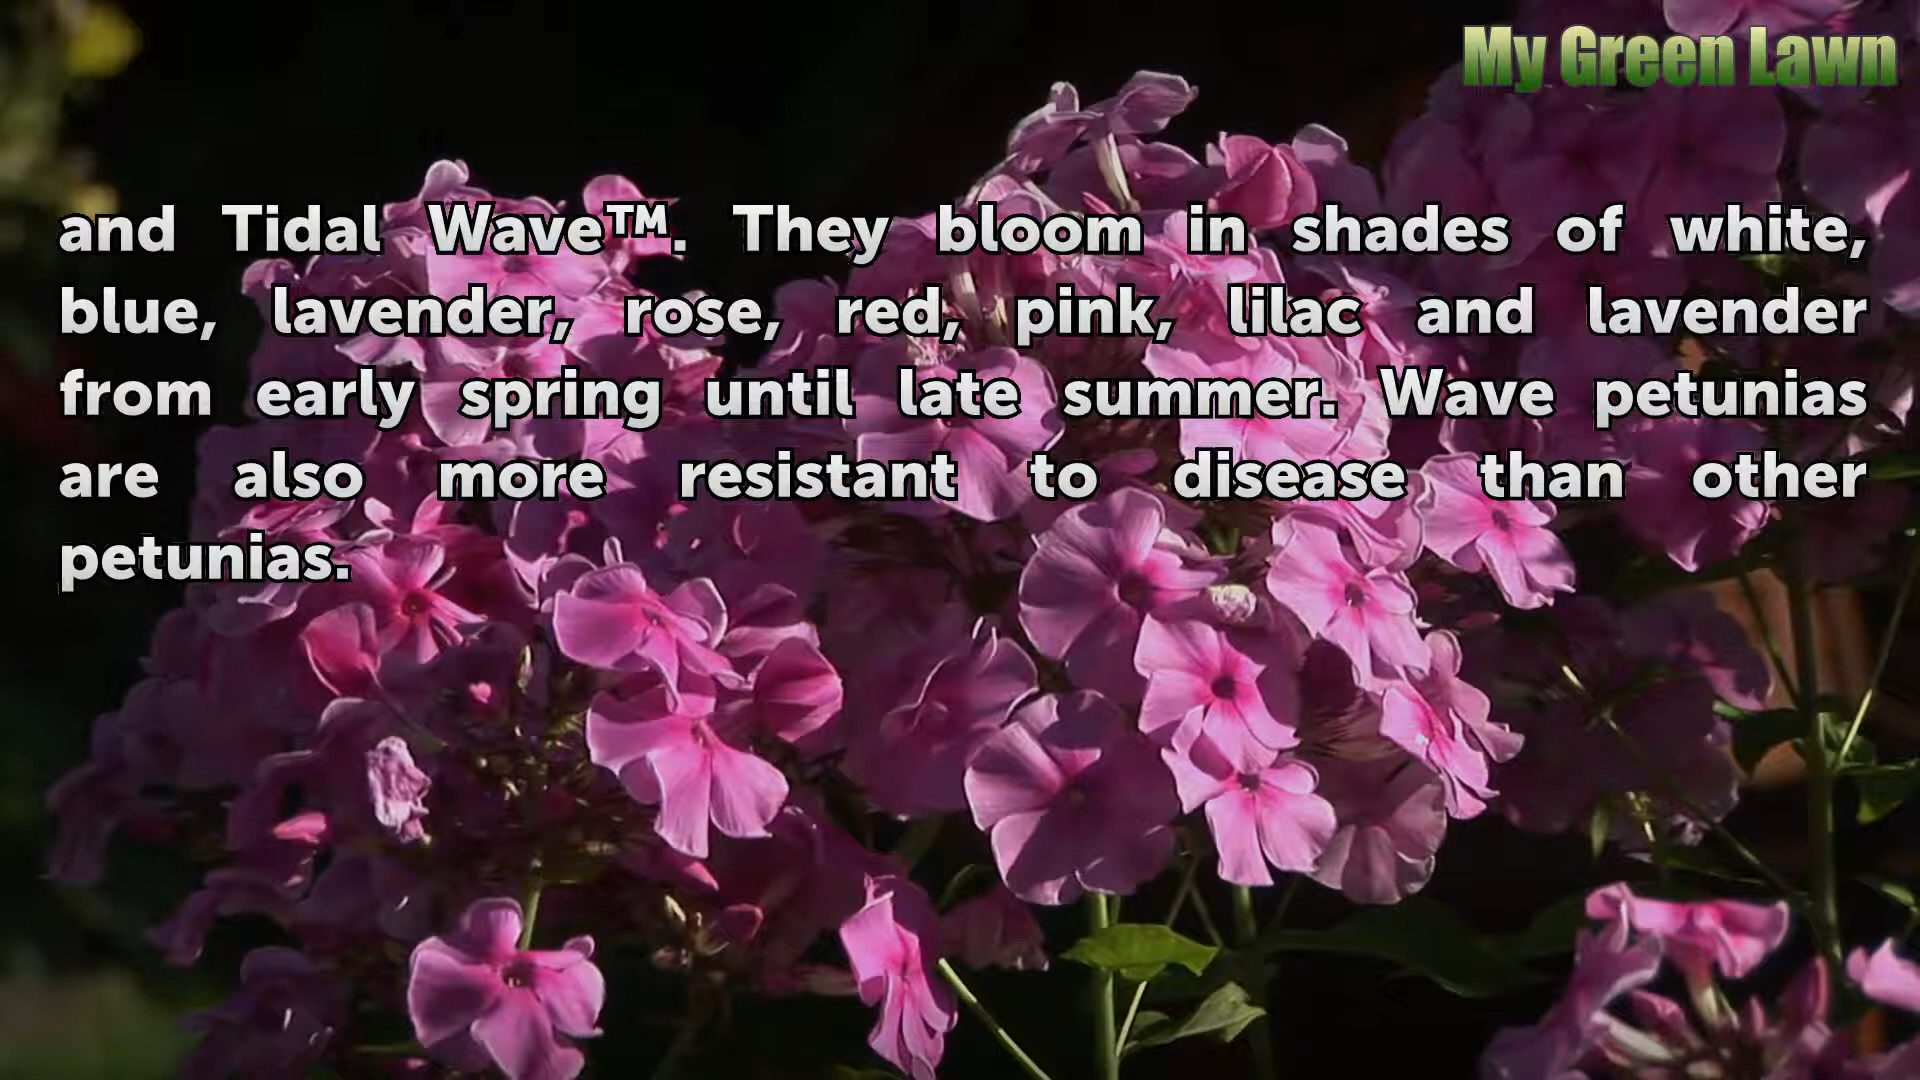 My Green Lawn
and Tidal Wave™. They bloom in shades of white,
blue, lavender, rose, red, pink, lilac and lavender
from early spring until late summer. Wave petunias
are also more resistant to disease than other
petunias.